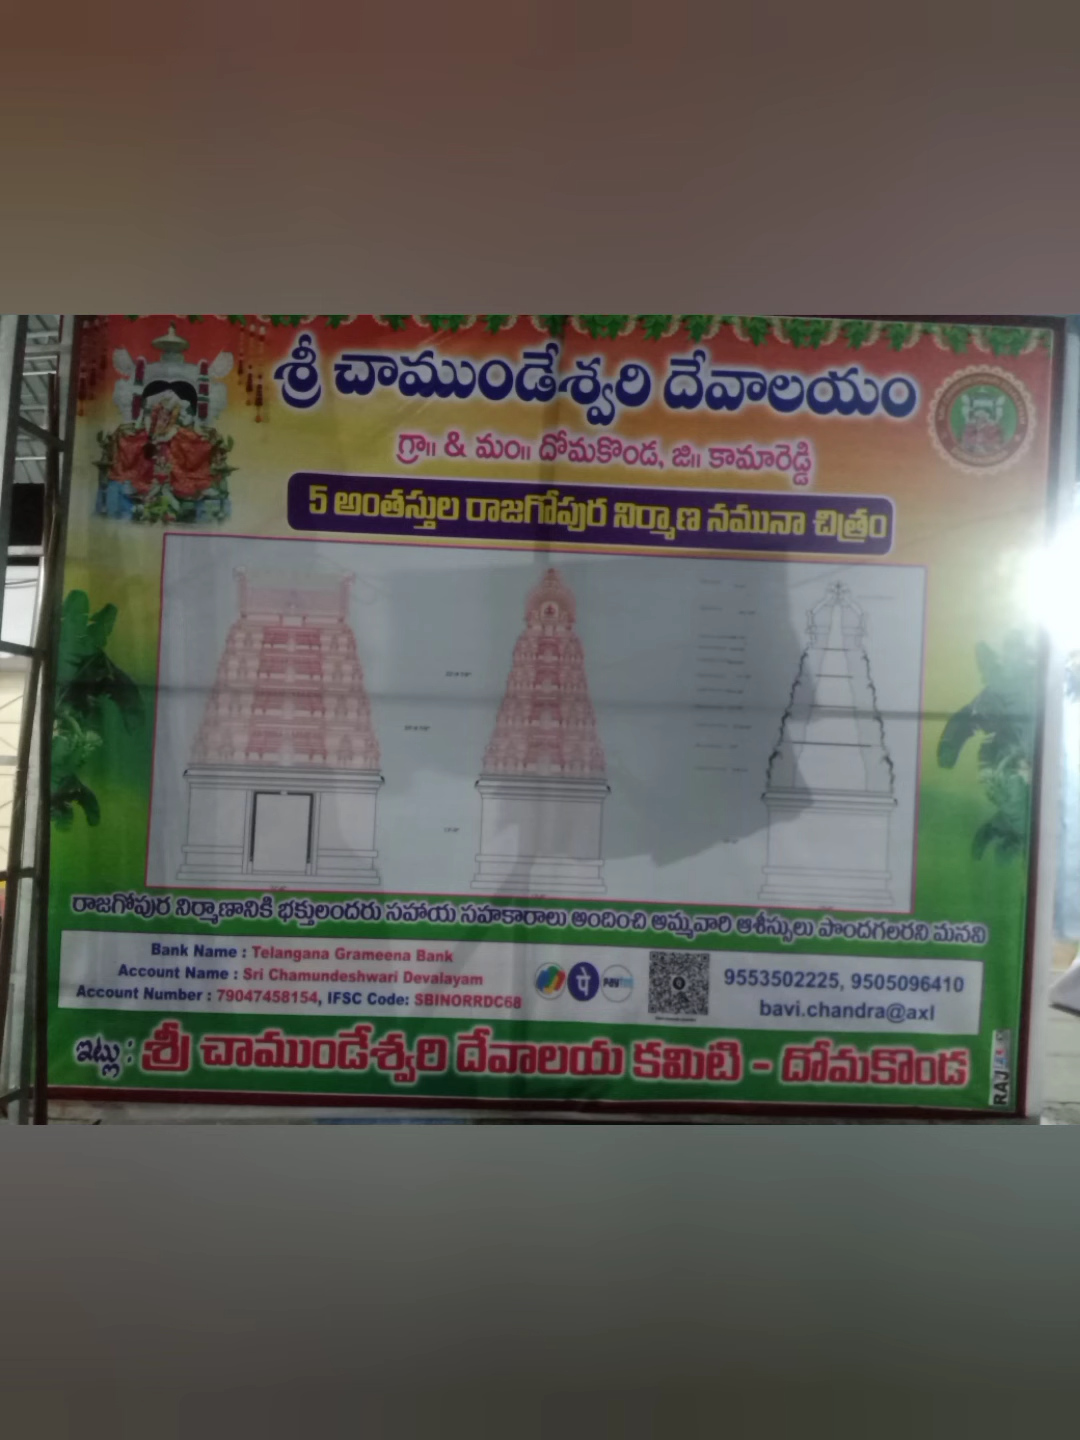 శ్రీ చాముండేశ్వరి దేవాలయం
గ్రా॥ & మం॥ దోమకొండ, జి॥ కామారెడ్డి
5 అంతస్తుల రాజగోపుర నిర్మాణ నమునా చిత్రం
రాజగోపుర నిర్మాణానికి భక్తులందరు సహాయ సహకారాలు అందించి అమ్మవారి ఆశీస్సులు పొందగలరని మనవి
Bank Name : Telangana Grameena Bank
Account Name : Sri Chamundeshwari Devalayam
Account Number : 79047458154, IFSC Code: SBINORRDC68
पे
Paytm
9553502225, 9505096410
bavi.chandra@axl
ఇట్లు : శ్రీ చాముండేశ్వరి దేవాలయ కమిటి - దోమకొండ
RAJ